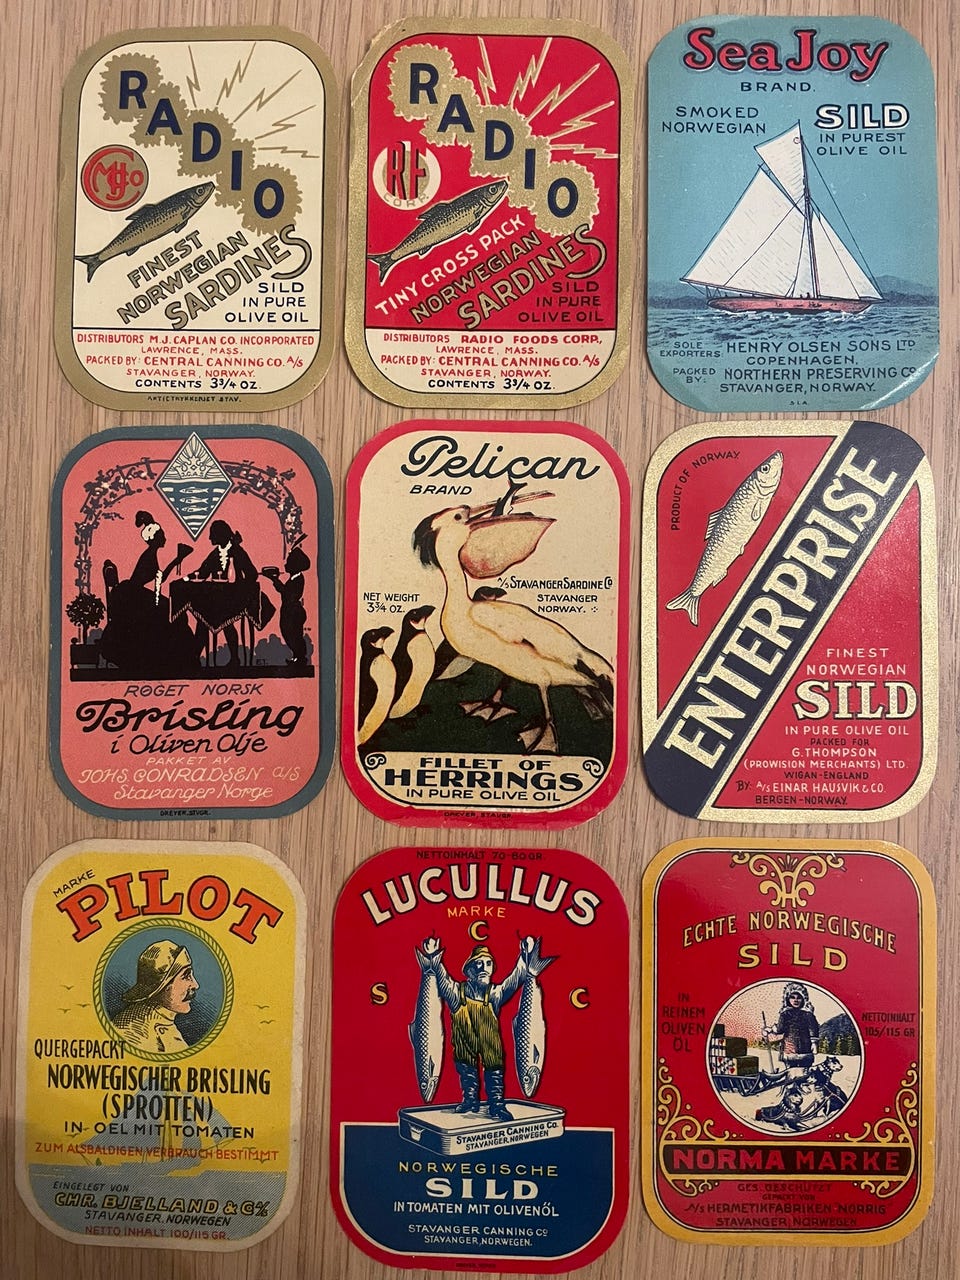 RADIO
CMJCo
FINEST
NORWEGIAN
SARDINES
SILD
IN PURE
OLIVE OIL
DISTRIBUTORS M.J. CAPLAN CO. INCORPORATED
LAWRENCE, MASS.
PACKED BY: CENTRAL CANNING CO. A/S
STAVANGER, NORWAY.
CONTENTS 3¾ OZ.
AKTIETRYKKERIET STAV.
RADIO
RF
CORP.
TINY CROSS PACK
NORWEGIAN
SARDINES
SILD
IN PURE
OLIVE OIL
DISTRIBUTORS RADIO FOODS CORP.,
LAWRENCE, MASS.
PACKED BY: CENTRAL CANNING CO. A/S
STAVANGER, NORWAY.
CONTENTS 3¾ OZ.
Sea Joy
BRAND.
SMOKED
NORWEGIAN
SILD
IN PUREST
OLIVE OIL
SOLE EXPORTERS: HENRY OLSEN SONS LTD
COPENHAGEN.
PACKED BY: NORTHERN PRESERVING CO
STAVANGER, NORWAY.
S.L.A.
RØGET NORSK
Brisling
i Oliven Olje
PAKKET AV
JOHS. CONRADSEN A/S
Stavanger Norge
DREYER, STVGR.
Pelican
BRAND
A/S STAVANGER SARDINE Co
STAVANGER
NORWAY.
NET WEIGHT
3¾ OZ.
FILLET OF
HERRINGS
IN PURE OLIVE OIL
DREYER, STAVGR.
PRODUCT OF NORWAY.
ENTERPRISE
FINEST
NORWEGIAN
SILD
IN PURE OLIVE OIL
PACKED FOR
G. THOMPSON
(PROVISION MERCHANTS) LTD.
WIGAN-ENGLAND
BY: A/S EINAR HAUSVIK & CO.
BERGEN-NORWAY.
MARKE
PILOT
QUERGEPACKT
NORWEGISCHER BRISLING
(SPROTTEN)
IN OEL MIT TOMATEN
ZUM ALSBALDIGEN VERBRAUCH BESTIMMT
EINGELEGT VON
CHR. BJELLAND & Co. A/S
STAVANGER, NORWEGEN
NETTO INHALT 100/115 GR.
NETTOINHALT 70-80 GR.
LUCULLUS
MARKE
S C C
STAVANGER CANNING Co.
STAVANGER, NORWEGEN
NORWEGISCHE
SILD
IN TOMATEN MIT OLIVENÖL
STAVANGER CANNING Co
STAVANGER, NORWEGEN.
ECHTE NORWEGISCHE
SILD
IN
REINEM
OLIVEN
ÖL
NETTOINHALT
105/115 GR
NORMA MARKE
GES. GESCHÜTZT
GEPACKT VON
A/S HERMETIKFABRIKEN "NORRIG"
STAVANGER, NORWEGEN